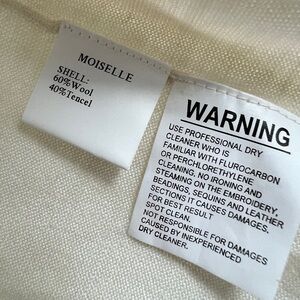 MOISELLE
SHELL:
60%Wool
40%Tencel
WARNING
USE PROFESSIONAL DRY
CLEANER WHO IS
FAMILIAR WITH FLUROCARBON
OR PERCHLORETHYLENE
CLEANING, NO IRONING AND
STEAMING ON THE EMBROIDERY,
BEADINGS, SEQUINS AND LEATHER
SECTIONS IT CAUSES DAMAGES,
FOR BEST RESULT
SPOT CLEAN.
NOT RESPONSIBLE FOR DAMAGES
CAUSED BY INEXPERIENCED
DRY CLEANER.